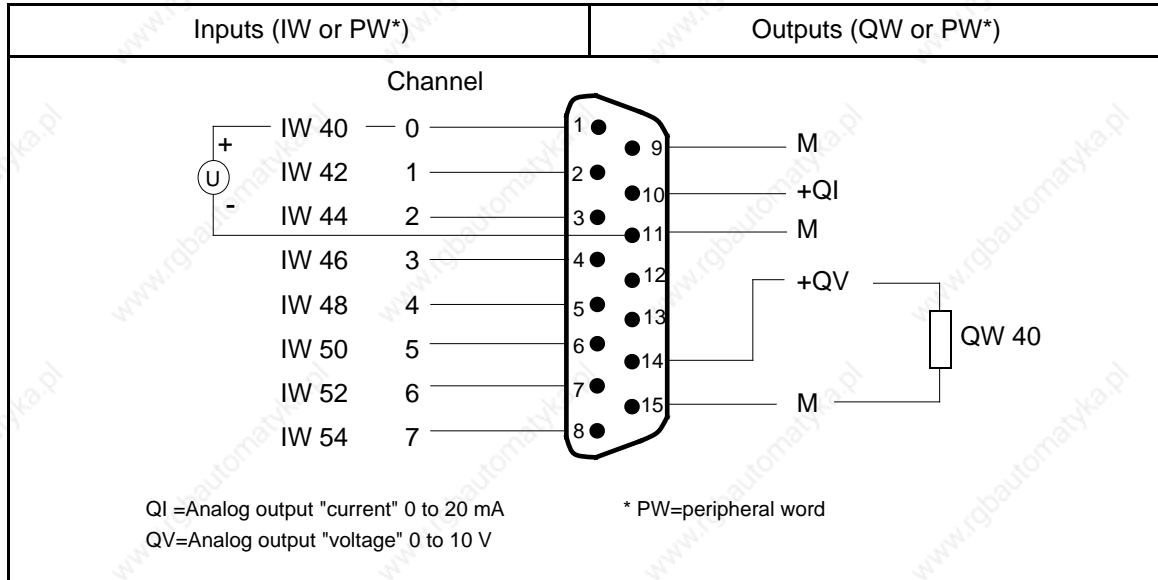 Inputs (IW or PW*) Outputs (QW or PW*)
Channel
IW 40 0 1 9 M
+
U
-
IW 42 1 2 10 +QI
IW 44 2 3 11 M
IW 46 3 4 12 +QV
IW 48 4 5 13
QW 40
IW 50 5 6 14
IW 52 6 7 15 M
IW 54 7 8
QI =Analog output "current" 0 to 20 mA * PW=peripheral word
QV=Analog output "voltage" 0 to 10 V
www.rgbautomatyka.pl